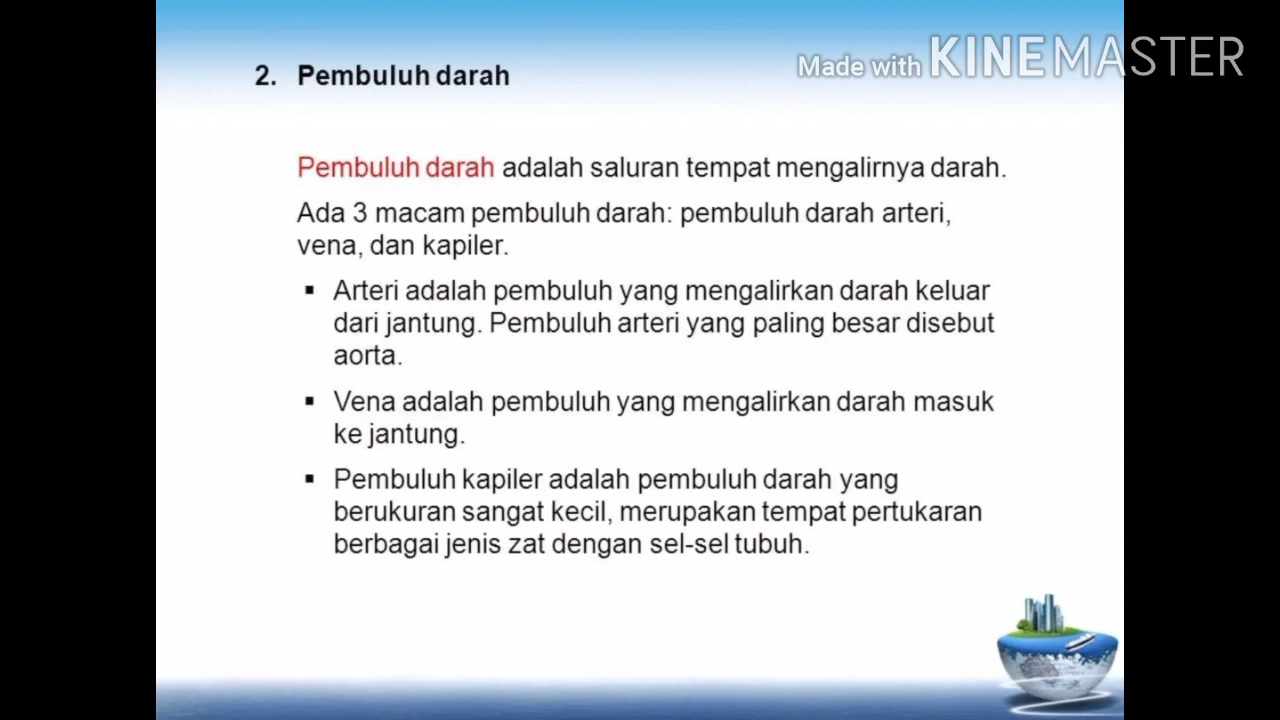 Made with KINEMASTER
2. Pembuluh darah
Pembuluh darah adalah saluran tempat mengalirnya darah.
Ada 3 macam pembuluh darah: pembuluh darah arteri,
vena, dan kapiler.
▪ Arteri adalah pembuluh yang mengalirkan darah keluar
dari jantung. Pembuluh arteri yang paling besar disebut
aorta.
▪ Vena adalah pembuluh yang mengalirkan darah masuk
ke jantung.
▪ Pembuluh kapiler adalah pembuluh darah yang
berukuran sangat kecil, merupakan tempat pertukaran
berbagai jenis zat dengan sel-sel tubuh.